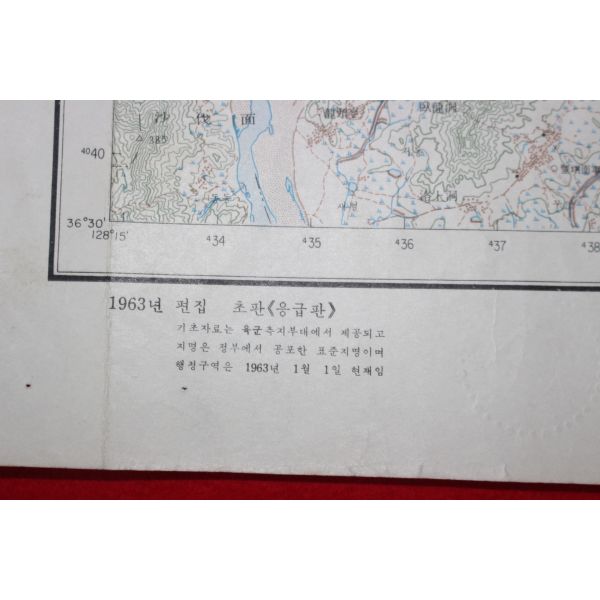 沙 伐 面
臥龍洞
385
⁴⁰40
36°30'
128°15'
⁴34
⁴35
⁴36
⁴37
⁴38
1963년 편집 초판《응급판》
기초자료는 육군측지부대에서 제공되고
지명은 정부에서 공포한 표준지명이며
행정구역은 1963년 1월 1일 현재임